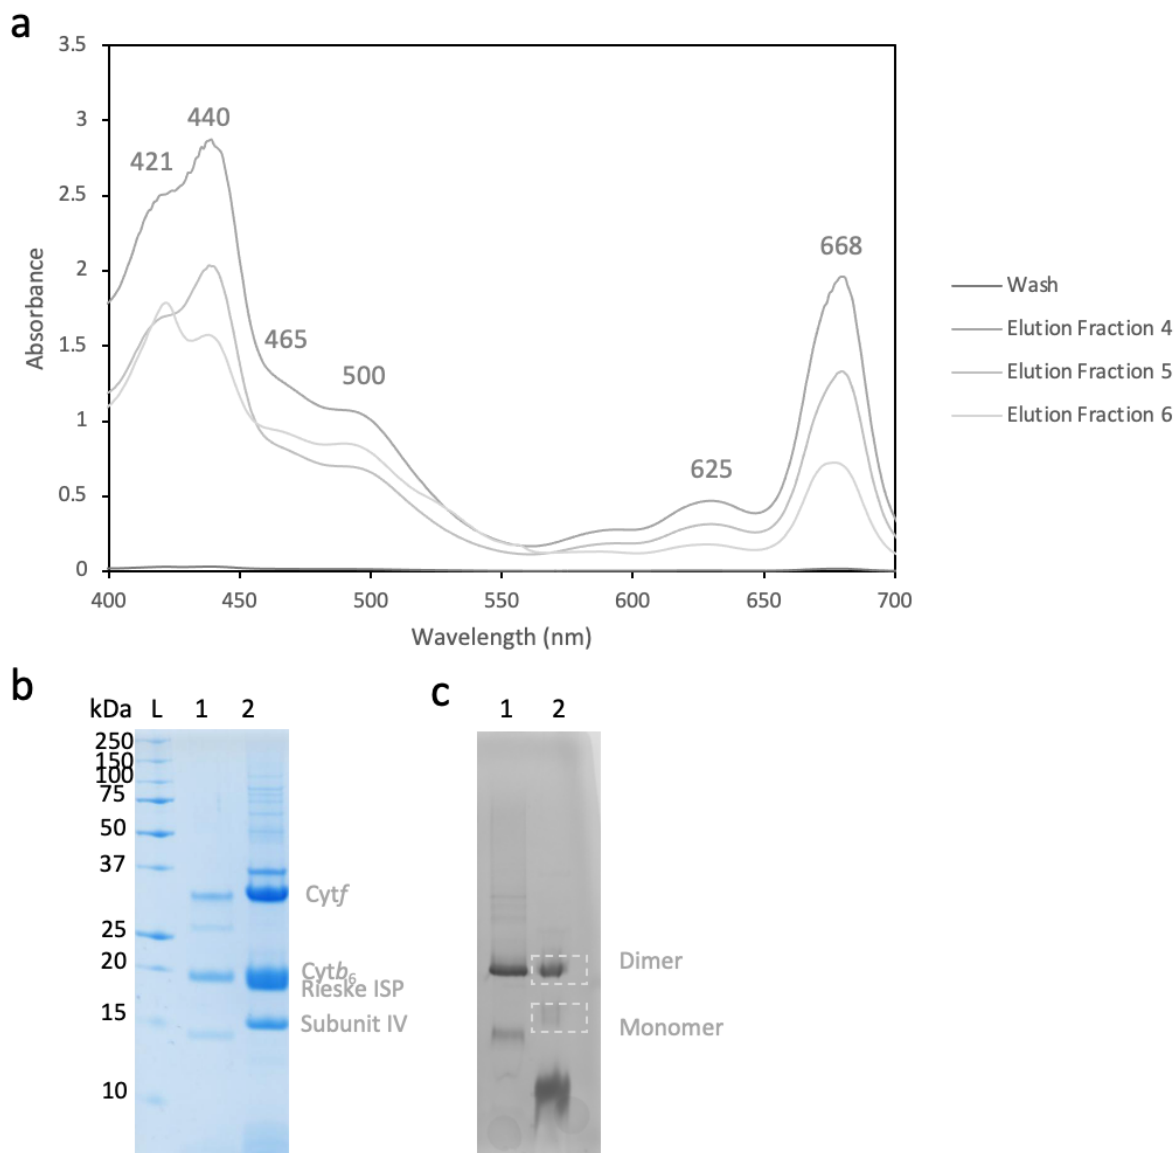 a
3.5
3
2.5
2
1.5
1
0.5
0
Absorbance
421
440
465
500
625
668
400 450 500 550 600 650 700
Wavelength (nm)
Wash
Elution Fraction 4
Elution Fraction 5
Elution Fraction 6
b
kDa L 1 2
250
150
100
75
50
37
25
20
15
10
Cytf
Cytb6
Rieske ISP
Subunit IV
c
1 2
Dimer
Monomer